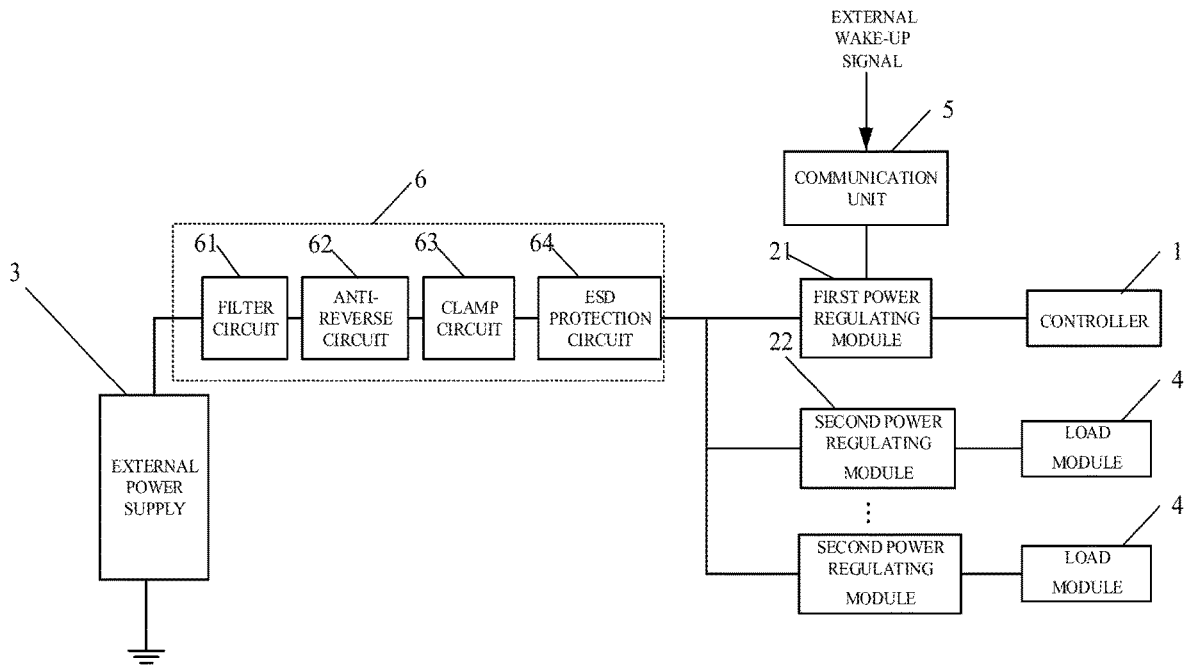 EXTERNAL
WAKE-UP
SIGNAL
5
COMMUNICATION
UNIT
6
61
62
63
64
21
1
3
FILTER
CIRCUIT
ANTI-
REVERSE
CIRCUIT
CLAMP
CIRCUIT
ESD
PROTECTION
CIRCUIT
FIRST POWER
REGULATING
MODULE
CONTROLLER
22
4
SECOND POWER
REGULATING
MODULE
LOAD
MODULE
EXTERNAL
POWER
SUPPLY
4
SECOND POWER
REGULATING
MODULE
LOAD
MODULE